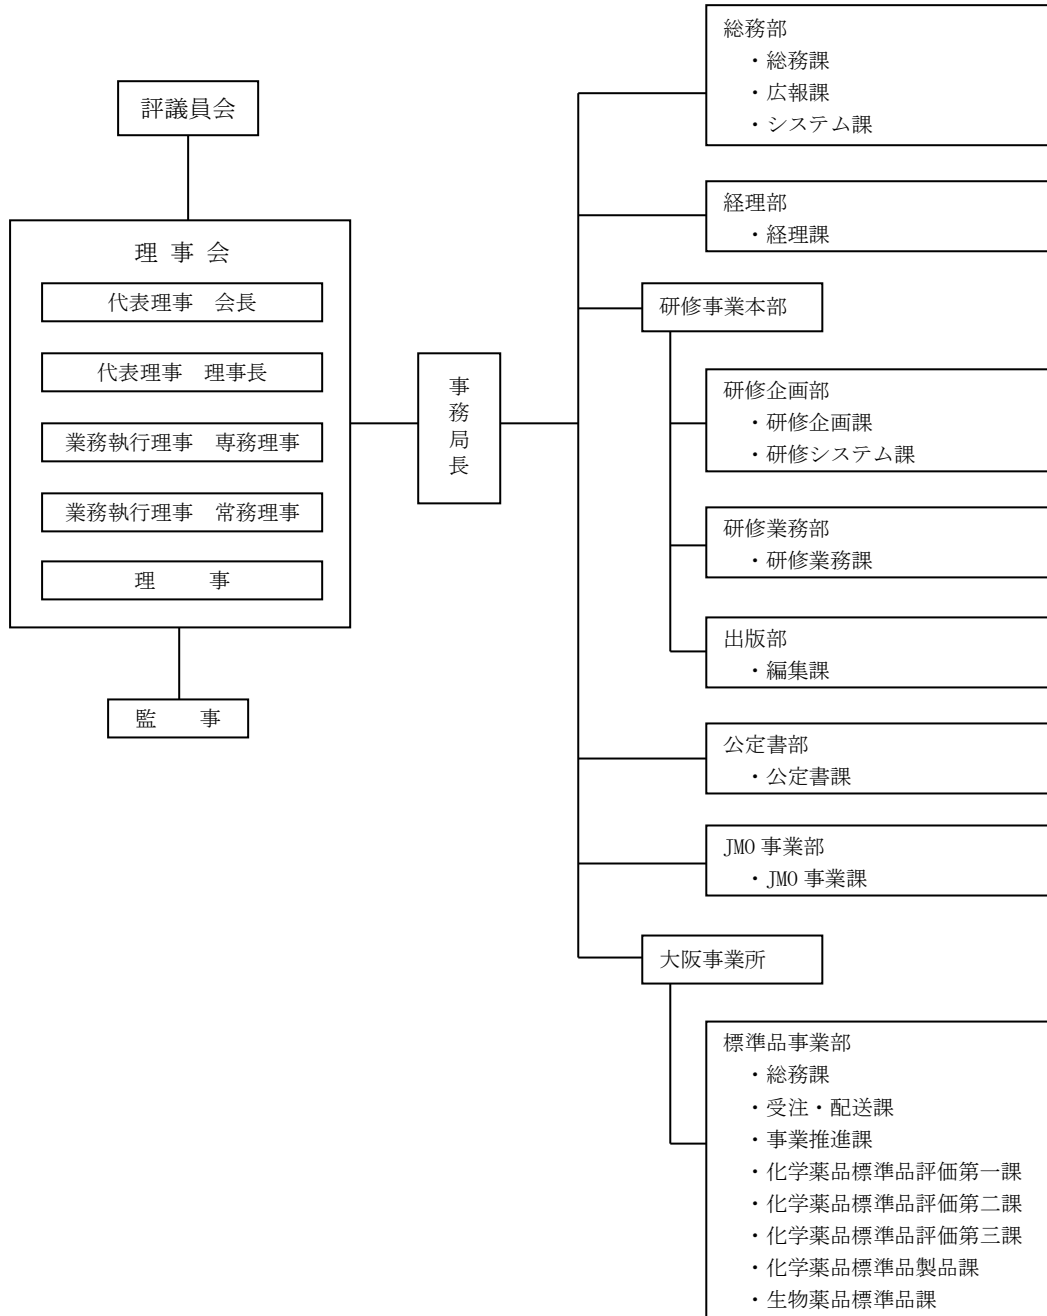 評議員会
理 事 会
代表理事　会長
代表理事　理事長
業務執行理事　専務理事
業務執行理事　常務理事
理　　事
監　　事
事務局長
総務部
・総務課
・広報課
・システム課
経理部
・経理課
研修事業本部
研修企画部
・研修企画課
・研修システム課
研修業務部
・研修業務課
出版部
・編集課
公定書部
・公定書課
JMO 事業部
・JMO 事業課
大阪事業所
標準品事業部
・総務課
・受注・配送課
・事業推進課
・化学薬品標準品評価第一課
・化学薬品標準品評価第二課
・化学薬品標準品評価第三課
・化学薬品標準品製品課
・生物薬品標準品課